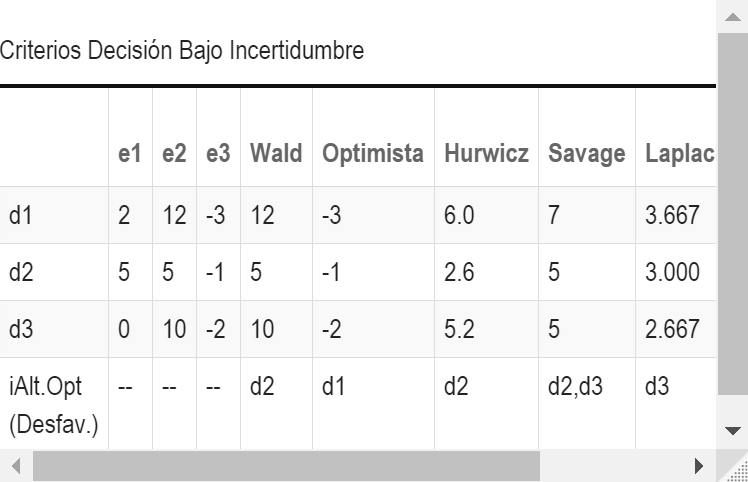 Criterios Decisión Bajo Incertidumbre
e1 e2 e3 Wald Optimista Hurwicz Savage Laplac
d1 2 12 -3 12 -3 6.0 7 3.667
d2 5 5 -1 5 -1 2.6 5 3.000
d3 0 10 -2 10 -2 5.2 5 2.667
iAlt.Opt -- -- -- d2 d1 d2 d2,d3 d3
(Desfav.)